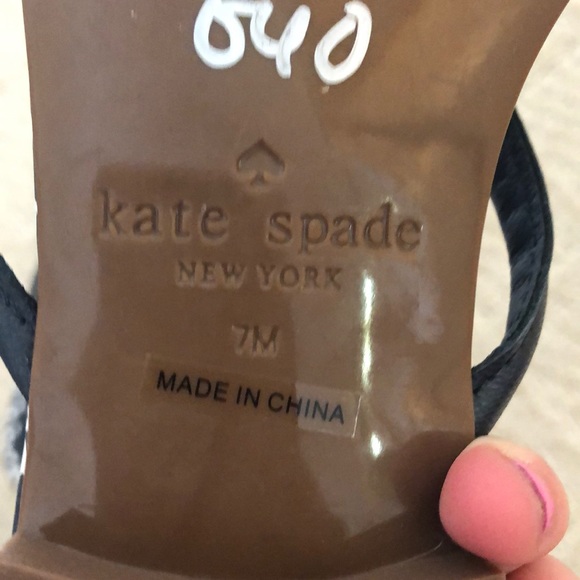 640
kate spade
NEW YORK
7M
MADE IN CHINA